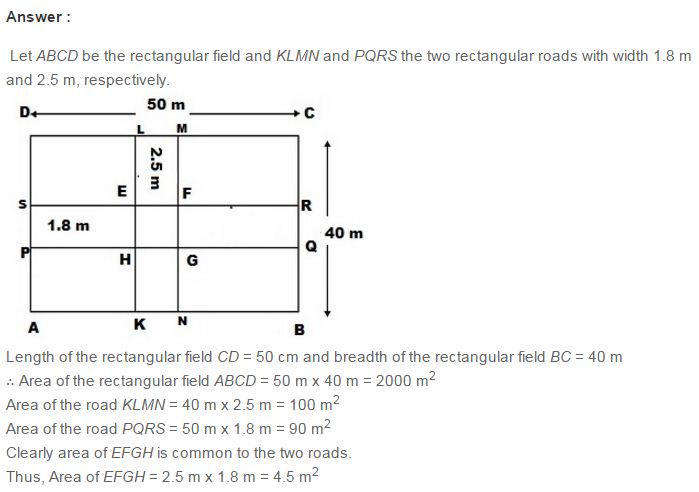 Answer :
Let ABCD be the rectangular field and KLMN and PQRS the two rectangular roads with width 1.8 m
and 2.5 m, respectively.
50 m
D C
L M
2.5 m
E F
S R
1.8 m
40 m
P Q
H G
A K N B
Length of the rectangular field CD = 50 cm and breadth of the rectangular field BC = 40 m
∴ Area of the rectangular field ABCD = 50 m x 40 m = 2000 m²
Area of the road KLMN = 40 m x 2.5 m = 100 m²
Area of the road PQRS = 50 m x 1.8 m = 90 m²
Clearly area of EFGH is common to the two roads.
Thus, Area of EFGH = 2.5 m x 1.8 m = 4.5 m²